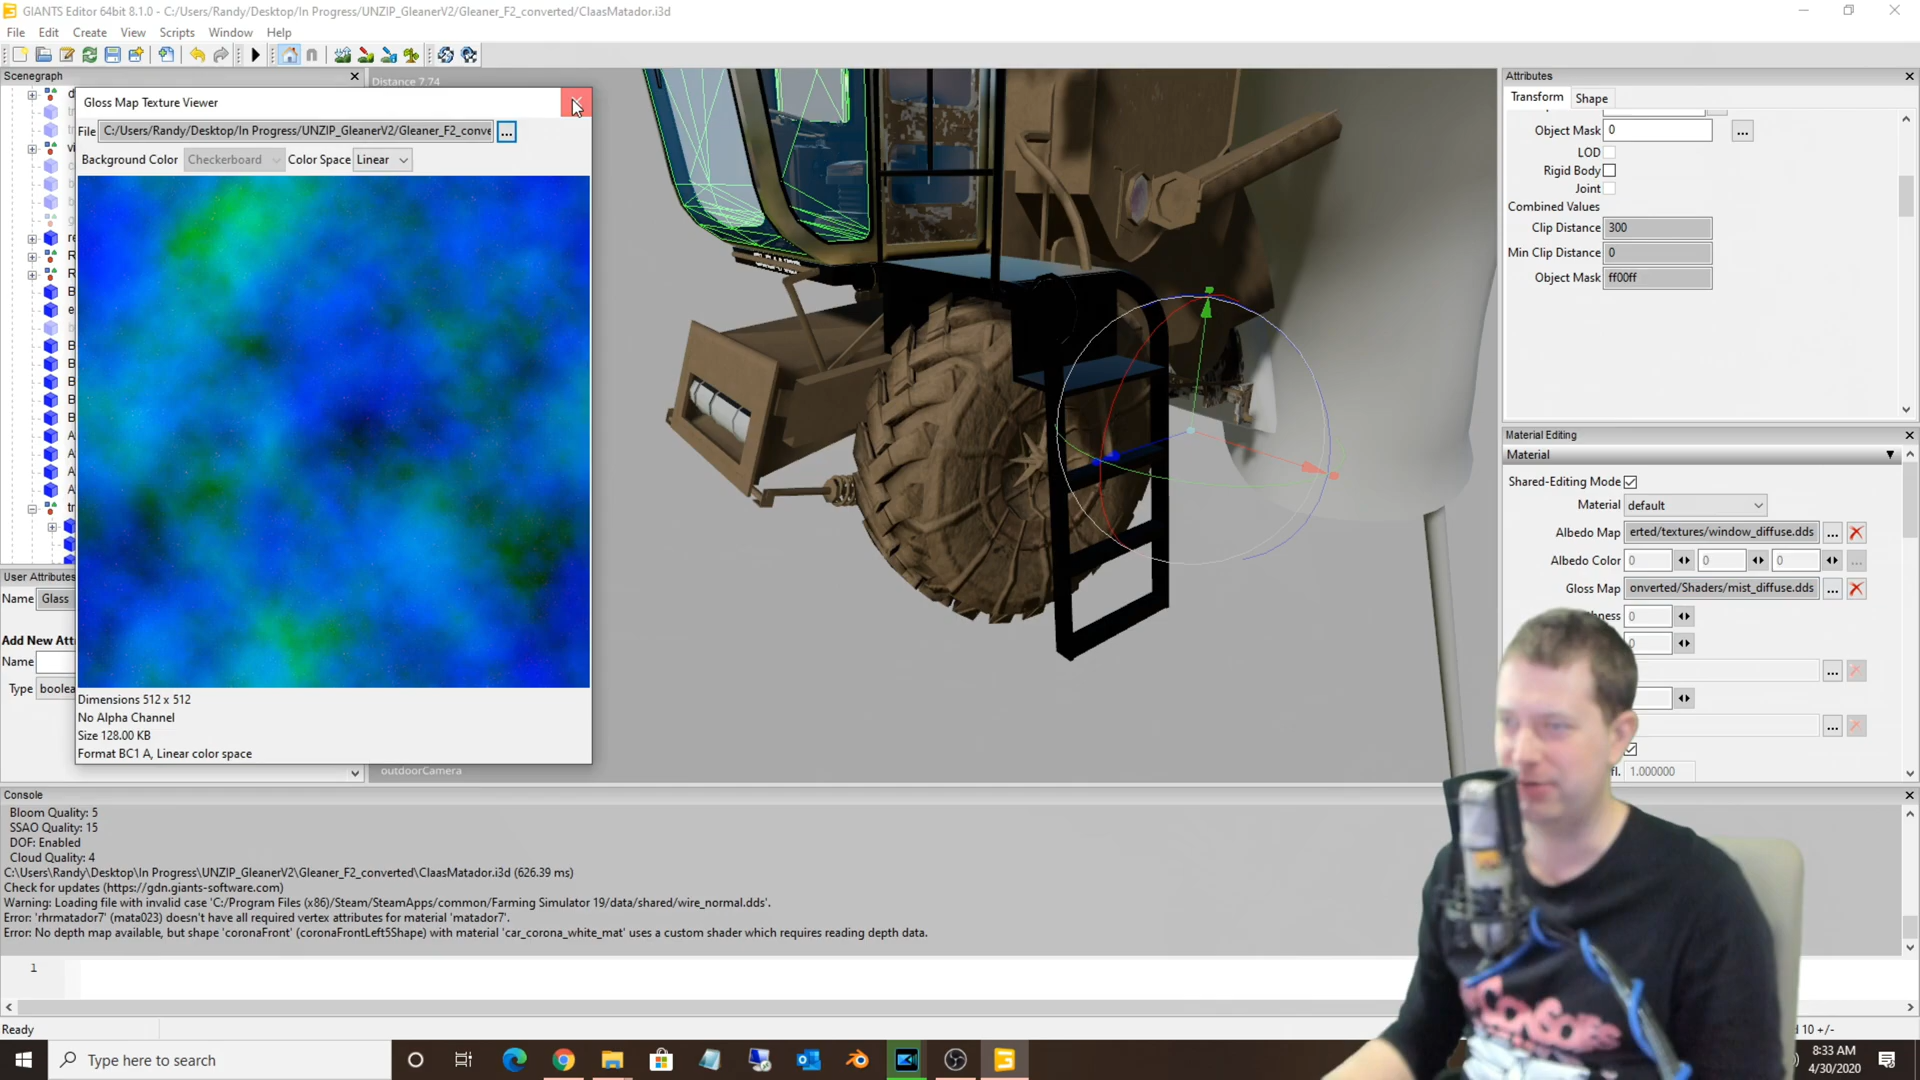 GIANTS Editor 64bit 8.1.0 - C:/Users/Randy/Desktop/In Progress/UNZIP_GleanerV2/Gleaner_F2_converted/ClaasMatador.i3d
File Edit Create View Scripts Window Help
Scenegraph
Distance 7.74
Gloss Map Texture Viewer
File C:/Users/Randy/Desktop/In Progress/UNZIP_GleanerV2/Gleaner_F2_conve ...
Background Color Checkerboard Color Space Linear
Dimensions 512 x 512
No Alpha Channel
Size 128.00 KB
Format BC1 A, Linear color space
outdoorCamera
User Attributes
Name Glass
Add New Att
Name
Type boolea
Attributes
Transform Shape
Object Mask 0 ...
LOD
Rigid Body
Joint
Combined Values
Clip Distance 300
Min Clip Distance 0
Object Mask ff00ff
Material Editing
Material
Shared-Editing Mode
Material default
Albedo Map erted/textures/window_diffuse.dds ...
Albedo Color 0 0 0 ...
Gloss Map onverted/Shaders/mist_diffuse.dds ...
hness 0
0
...
...
fl. 1.000000
Console
Bloom Quality: 5
SSAO Quality: 15
DOF: Enabled
Cloud Quality: 4
C:\Users\Randy\Desktop\In Progress\UNZIP_GleanerV2\Gleaner_F2_converted\ClaasMatador.i3d (626.39 ms)
Check for updates (https://gdn.giants-software.com)
Warning: Loading file with invalid case 'C:/Program Files (x86)/Steam/SteamApps/common/Farming Simulator 19/data/shared/wire_normal.dds'.
Error: 'rhrmatador7' (mata023) doesn't have all required vertex attributes for material 'matador7'.
Error: No depth map available, but shape 'coronaFront' (coronaFrontLeft5Shape) with material 'car_corona_white_mat' uses a custom shader which requires reading depth data.
1
Ready
10 +/-
Type here to search
8:33 AM
4/30/2020